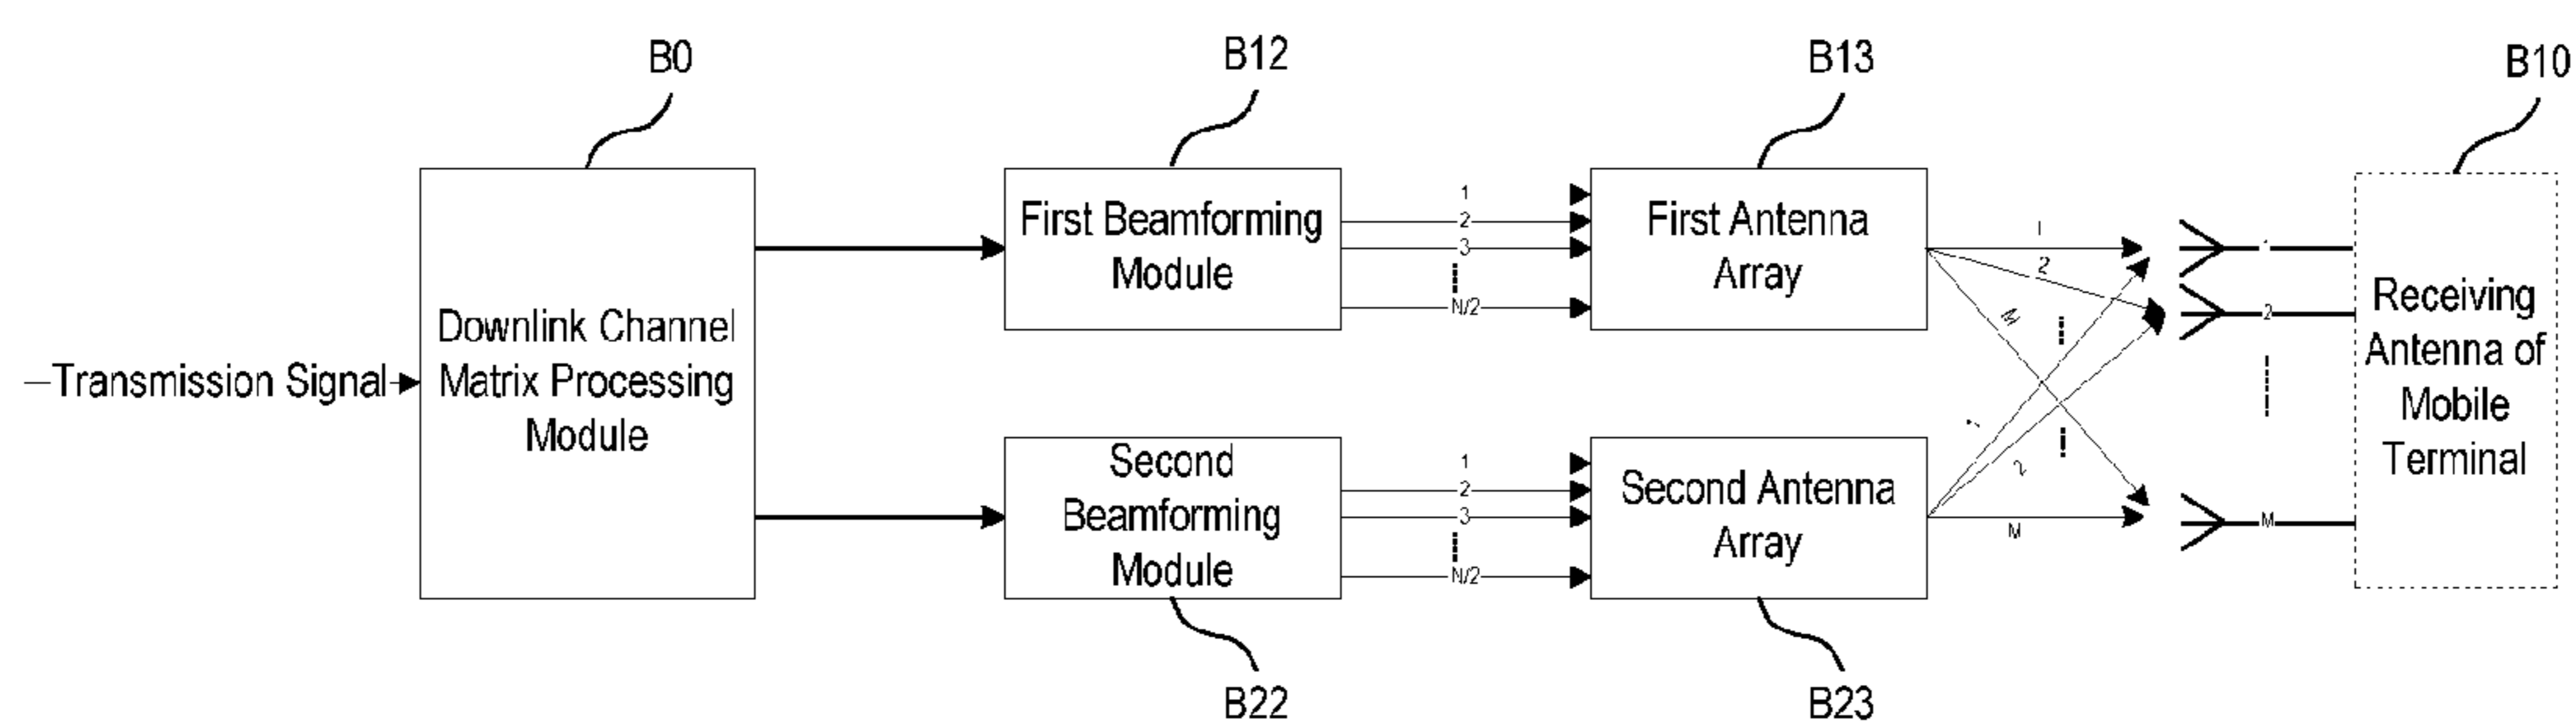 B0
B12
B13
B10
Transmission Signal
Downlink Channel
Matrix Processing
Module
First Beamforming
Module
1
2
3
N/2
First Antenna
Array
1
2
M
1
2
M
Receiving
Antenna of
Mobile
Terminal
Second
Beamforming
Module
1
2
3
N/2
Second Antenna
Array
1
2
M
B22
B23